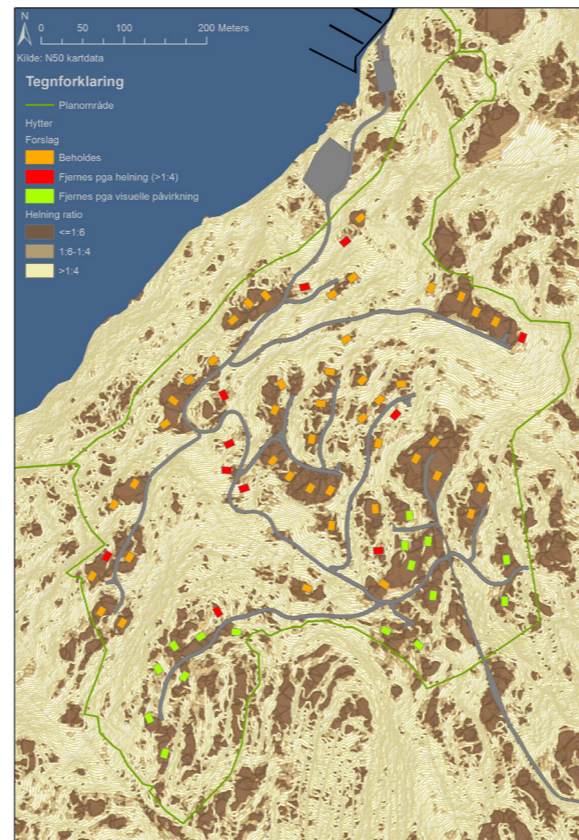 N
0 50 100 200 Meters
Kilde: N50 kartdata
Tegnforklaring
Planområde
Hytter
Forslag
Beholdes
Fjernes pga helning (>1:4)
Fjernes pga visuelle påvirkning
Helning ratio
<=1:6
1:6-1:4
>1:4